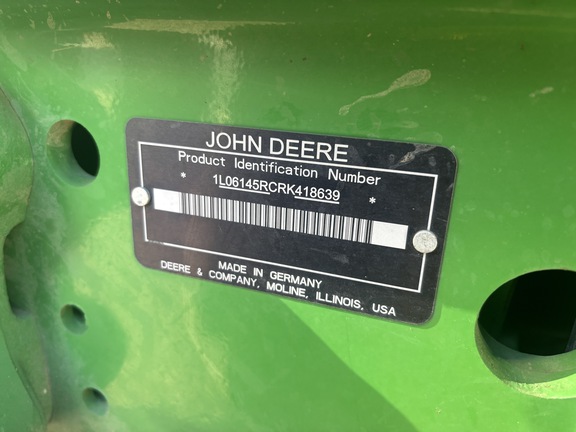 JOHN DEERE
Product Identification Number
* 1L06145RCRK418639 *
MADE IN GERMANY
DEERE & COMPANY, MOLINE, ILLINOIS, USA